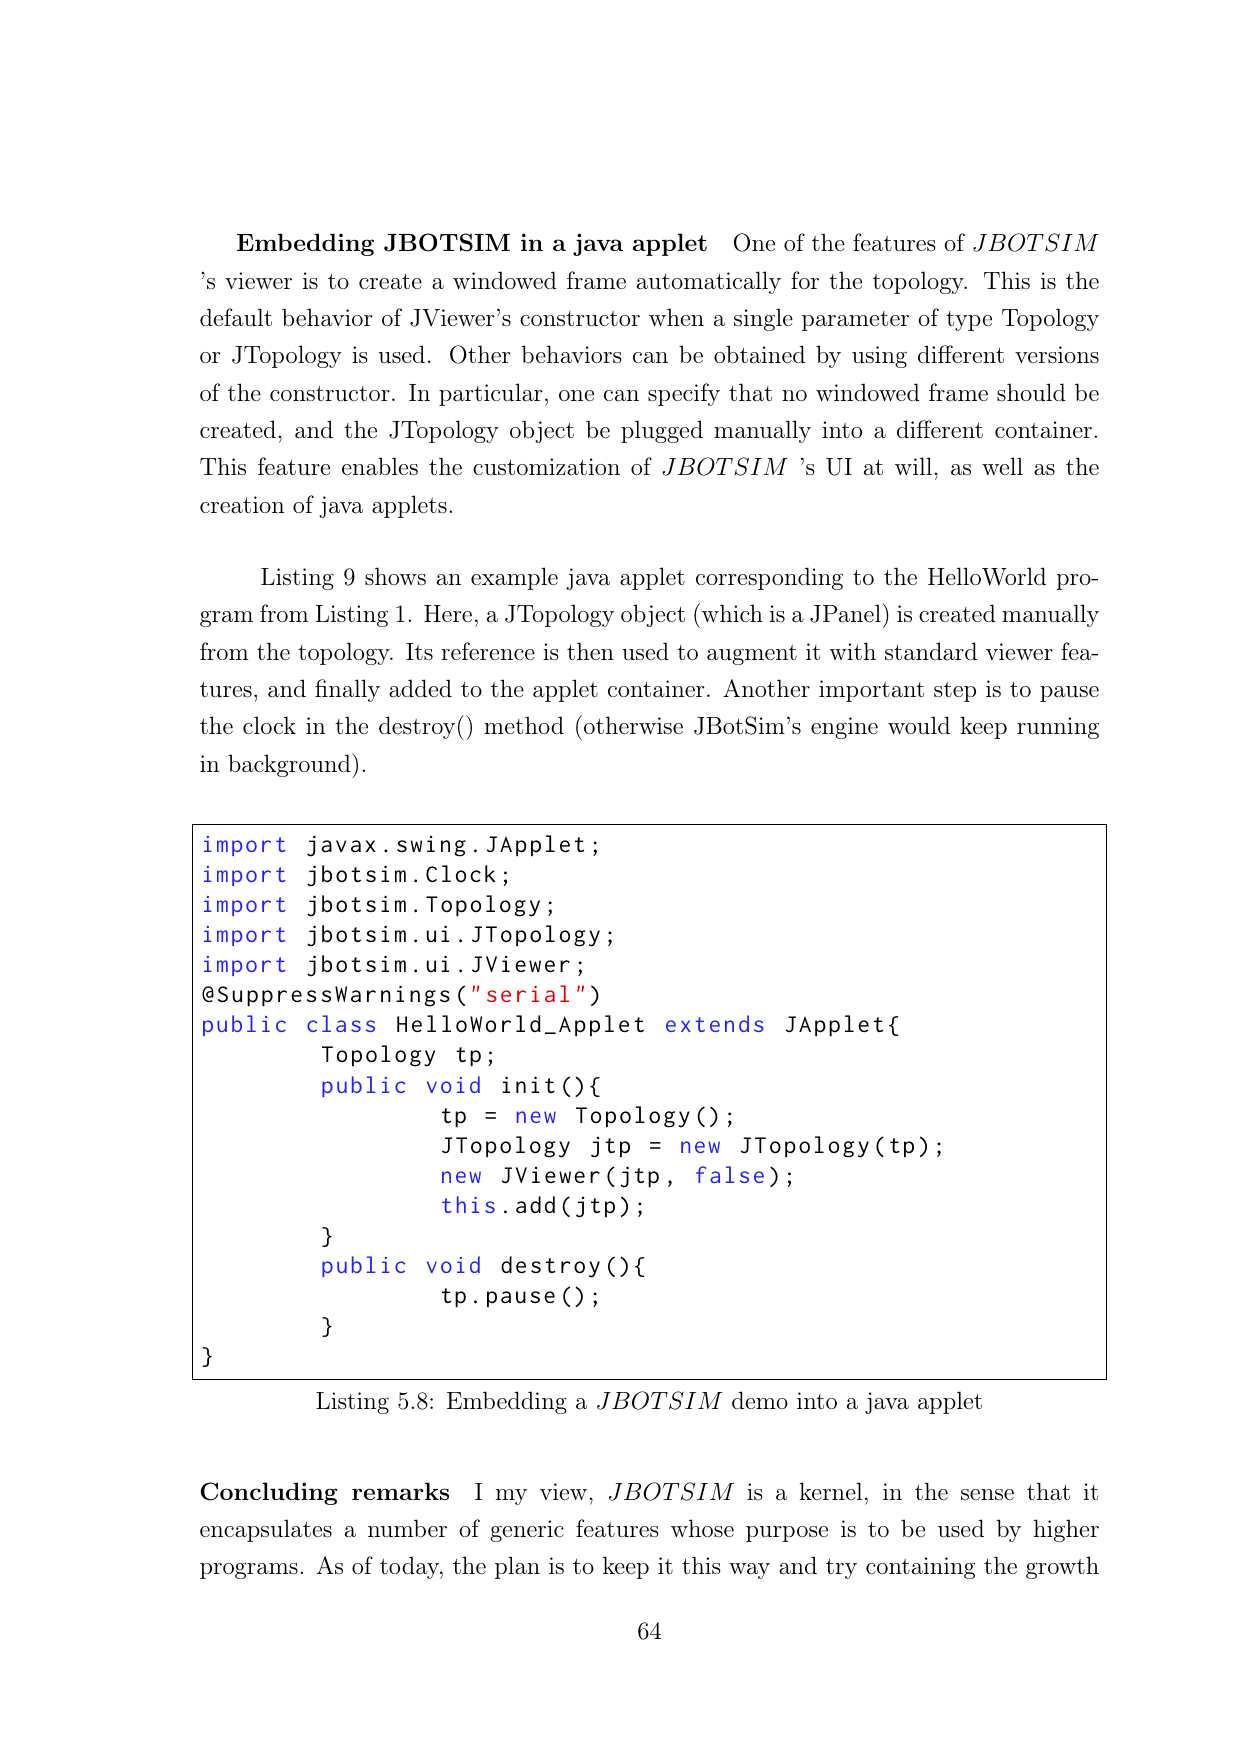 Embedding JBOTSIM in a java applet One of the features of JBOTSIM
's viewer is to create a windowed frame automatically for the topology. This is the
default behavior of JViewer's constructor when a single parameter of type Topology
or JTopology is used. Other behaviors can be obtained by using different versions
of the constructor. In particular, one can specify that no windowed frame should be
created, and the JTopology object be plugged manually into a different container.
This feature enables the customization of JBOTSIM 's UI at will, as well as the
creation of java applets.
Listing 9 shows an example java applet corresponding to the HelloWorld pro-
gram from Listing 1. Here, a JTopology object (which is a JPanel) is created manually
from the topology. Its reference is then used to augment it with standard viewer fea-
tures, and finally added to the applet container. Another important step is to pause
the clock in the destroy() method (otherwise JBotSim's engine would keep running
in background).
import javax.swing.JApplet;
import jbotsim.Clock;
import jbotsim.Topology;
import jbotsim.ui.JTopology;
import jbotsim.ui.JViewer;
@SuppressWarnings("serial")
public class HelloWorld_Applet extends JApplet{
        Topology tp;
        public void init(){
                tp = new Topology();
                JTopology jtp = new JTopology(tp);
                new JViewer(jtp, false);
                this.add(jtp);
        }
        public void destroy(){
                tp.pause();
        }
}
Listing 5.8: Embedding a JBOTSIM demo into a java applet
Concluding remarks I my view, JBOTSIM is a kernel, in the sense that it
encapsulates a number of generic features whose purpose is to be used by higher
programs. As of today, the plan is to keep it this way and try containing the growth
64